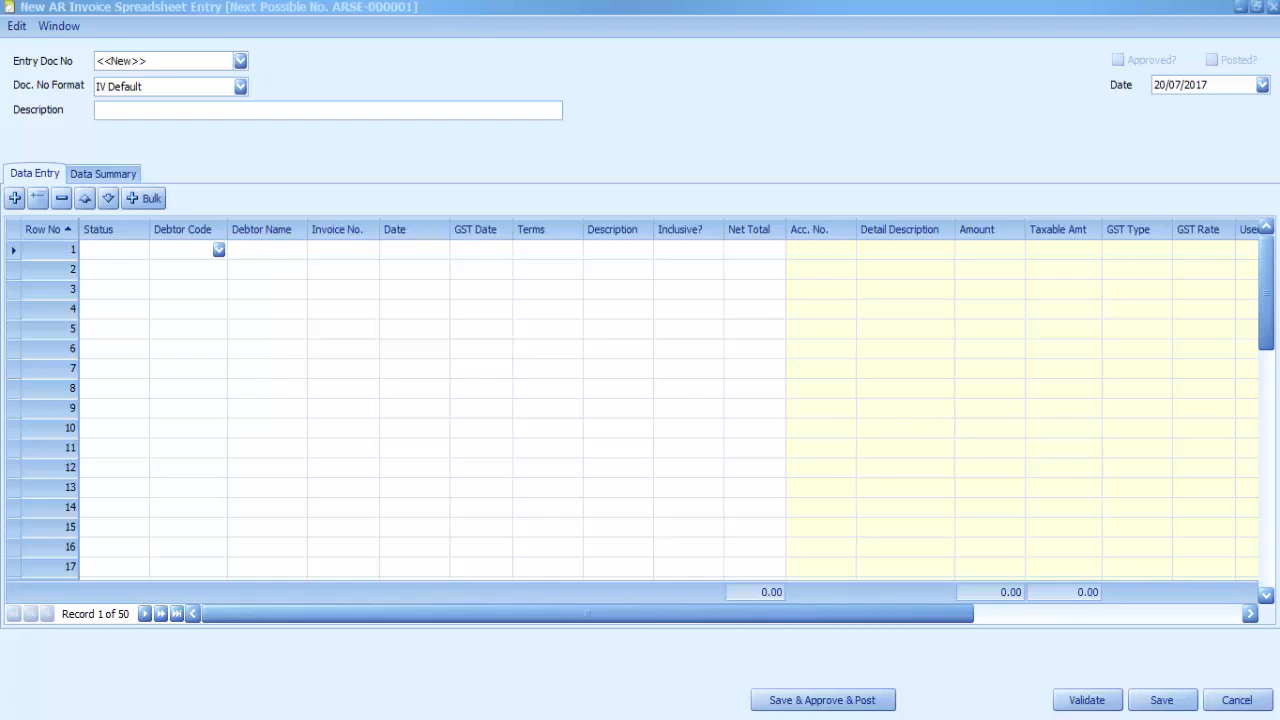 New AR Invoice Spreadsheet Entry [Next Possible No. ARSE-000001]
Edit Window
Entry Doc No <<New>> Approved? Posted?
Doc. No Format IV Default Date 20/07/2017
Description
Data Entry Data Summary
Bulk
Row No Status Debtor Code Debtor Name Invoice No. Date GST Date Terms Description Inclusive? Net Total Acc. No. Detail Description Amount Taxable Amt GST Type GST Rate User
1
2
3
4
5
6
7
8
9
10
11
12
13
14
15
16
17
0.00 0.00 0.00
Record 1 of 50
Save & Approve & Post Validate Save Cancel